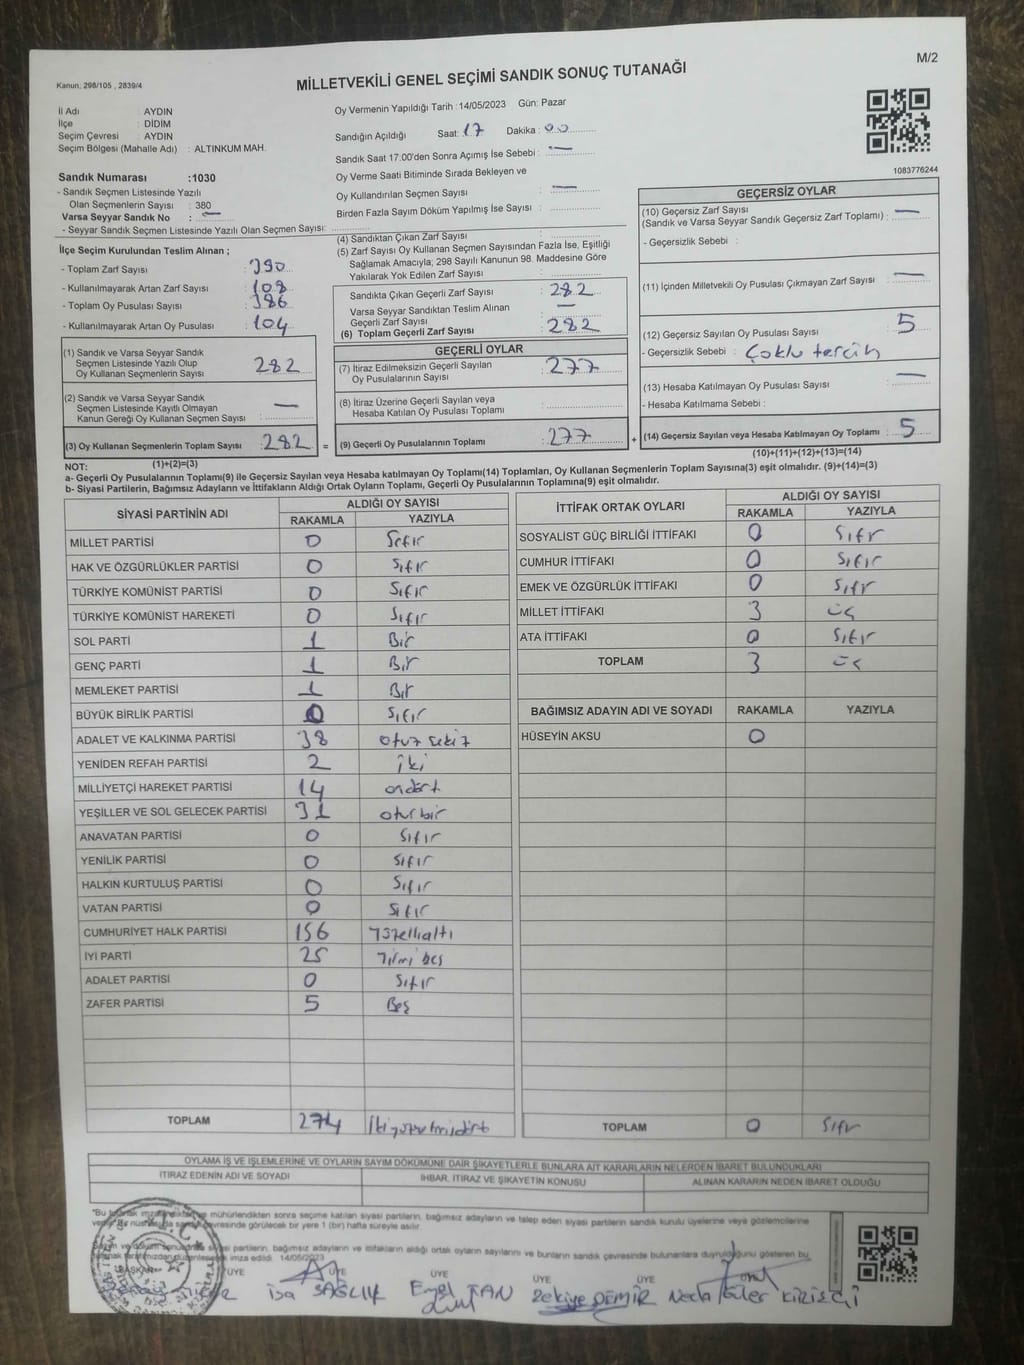 M/2
Kanun, 298/105 , 2839/4
MİLLETVEKİLİ GENEL SEÇİMİ SANDIK SONUÇ TUTANAĞI
İl Adı : AYDIN
İlçe : DİDİM
Seçim Çevresi : AYDIN
Seçim Bölgesi (Mahalle Adı) : ALTINKUM MAH.
Oy Vermenin Yapıldığı Tarih :14/05/2023 Gün: Pazar
Sandığın Açıldığı Saat: 17 Dakika : 00
Sandık Saat 17:00'den Sonra Açımış İse Sebebi : —
Oy Verme Saati Bitiminde Sırada Bekleyen ve
Oy Kullandırılan Seçmen Sayısı : —
Birden Fazla Sayım Döküm Yapılmış İse Sayısı :
1083776244
Sandık Numarası :1030
- Sandık Seçmen Listesinde Yazılı
Olan Seçmenlerin Sayısı : 380
Varsa Seyyar Sandık No : —
- Seyyar Sandık Seçmen Listesinde Yazılı Olan Seçmen Sayısı:
İlçe Seçim Kurulundan Teslim Alınan ;
- Toplam Zarf Sayısı : 390
- Kullanılmayarak Artan Zarf Sayısı : 108
- Toplam Oy Pusulası Sayısı : 386
- Kullanılmayarak Artan Oy Pusulası : 104
(4) Sandıktan Çıkan Zarf Sayısı :
(5) Zarf Sayısı Oy Kullanan Seçmen Sayısından Fazla İse, Eşitliği
Sağlamak Amacıyla; 298 Sayılı Kanunun 98. Maddesine Göre
Yakılarak Yok Edilen Zarf Sayısı :
Sandıkta Çıkan Geçerli Zarf Sayısı : 282
Varsa Seyyar Sandıktan Teslim Alınan
Geçerli Zarf Sayısı : —
(6) Toplam Geçerli Zarf Sayısı : 282
GEÇERSİZ OYLAR
(10) Geçersiz Zarf Sayısı
(Sandık ve Varsa Seyyar Sandık Geçersiz Zarf Toplamı) : —
- Geçersizlik Sebebi :
(11) İçinden Milletvekili Oy Pusulası Çıkmayan Zarf Sayısı : —
(12) Geçersiz Sayılan Oy Pusulası Sayısı : 5
- Geçersizlik Sebebi : Çoklu tercih
(13) Hesaba Katılmayan Oy Pusulası Sayısı : —
- Hesaba Katılmama Sebebi :
(14) Geçersiz Sayılan veya Hesaba Katılmayan Oy Toplamı : 5
(10)+(11)+(12)+(13)=(14)
(1) Sandık ve Varsa Seyyar Sandık
Seçmen Listesinde Yazılı Olup
Oy Kullanan Seçmenlerin Sayısı : 282
(2) Sandık ve Varsa Seyyar Sandık
Seçmen Listesinde Kayıtlı Olmayan
Kanun Gereği Oy Kullanan Seçmen Sayısı : —
(3) Oy Kullanan Seçmenlerin Toplam Sayısı : 282 =
(1)+(2)=(3)
GEÇERLİ OYLAR
(7) İtiraz Edilmeksizin Geçerli Sayılan
Oy Pusulalarının Sayısı : 277
(8) İtiraz Üzerine Geçerli Sayılan veya
Hesaba Katılan Oy Pusulası Toplamı :
(9) Geçerli Oy Pusulalarının Toplamı : 277 +
NOT:
a- Geçerli Oy Pusulalarının Toplamı(9) ile Geçersiz Sayılan veya Hesaba katılmayan Oy Toplamı(14) Toplamları, Oy Kullanan Seçmenlerin Toplam Sayısına(3) eşit olmalıdır. (9)+(14)=(3)
b- Siyasi Partilerin, Bağımsız Adayların ve İttifakların Aldığı Ortak Oyların Toplamı, Geçerli Oy Pusulalarının Toplamına(9) eşit olmalıdır.
SİYASİ PARTİNİN ADI ALDIĞI OY SAYISI
RAKAMLA YAZIYLA
MİLLET PARTİSİ 0 Sıfır
HAK VE ÖZGÜRLÜKLER PARTİSİ 0 Sıfır
TÜRKİYE KOMÜNİST PARTİSİ 0 Sıfır
TÜRKİYE KOMÜNİST HAREKETİ 0 Sıfır
SOL PARTİ 1 Bir
GENÇ PARTİ 1 Bir
MEMLEKET PARTİSİ 1 Bir
BÜYÜK BİRLİK PARTİSİ 0 Sıfır
ADALET VE KALKINMA PARTİSİ 38 otuz sekiz
YENİDEN REFAH PARTİSİ 2 iki
MİLLİYETÇİ HAREKET PARTİSİ 14 ondört
YEŞİLLER VE SOL GELECEK PARTİSİ 31 otuzbir
ANAVATAN PARTİSİ 0 Sıfır
YENİLİK PARTİSİ 0 Sıfır
HALKIN KURTULUŞ PARTİSİ 0 Sıfır
VATAN PARTİSİ 0 Sıfır
CUMHURİYET HALK PARTİSİ 156 Yüzellialtı
İYİ PARTİ 25 Yirmi beş
ADALET PARTİSİ 0 Sıfır
ZAFER PARTİSİ 5 Beş
TOPLAM 274 İkiyüzyetmişdört
İTTİFAK ORTAK OYLARI ALDIĞI OY SAYISI
RAKAMLA YAZIYLA
SOSYALİST GÜÇ BİRLİĞİ İTTİFAKI 0 Sıfır
CUMHUR İTTİFAKI 0 Sıfır
EMEK VE ÖZGÜRLÜK İTTİFAKI 0 Sıfır
MİLLET İTTİFAKI 3 üç
ATA İTTİFAKI 0 Sıfır
TOPLAM 3 üç
BAĞIMSIZ ADAYIN ADI VE SOYADI RAKAMLA YAZIYLA
HÜSEYİN AKSU 0
TOPLAM 0 Sıfır
OYLAMA İŞ VE İŞLEMLERİNE VE OYLARIN SAYIM DÖKÜMÜNE DAİR ŞİKAYETLERLE BUNLARA AİT KARARLARIN NELERDEN İBARET BULUNDUKLARI
İTİRAZ EDENİN ADI VE SOYADI İHBAR, İTİRAZ VE ŞİKAYETİN KONUSU ALINAN KARARIN NEDEN İBARET OLDUĞU
"Bu mühürlendikten sonra seçime katılan siyasi partilerin, bağımsız adayların ve talep eden siyasi partilerin sandık kurulu üyelerine veya gözlemcilerine
çevresinde görülecek bir yere 1 (bir) hafta süreyle asılır.
siyasi partilerin, bağımsız adayların ve ittifakların aldığı ortak oyların sayılarını ve bunların sandık çevresinde bulunanlara duyrulduğunu gösteren bu
imza edildi. 14/05/2023
BAŞKAN ÜYE ÜYE ÜYE ÜYE ÜYE
İsa SAĞLIK TAN Zekiye DEMİR